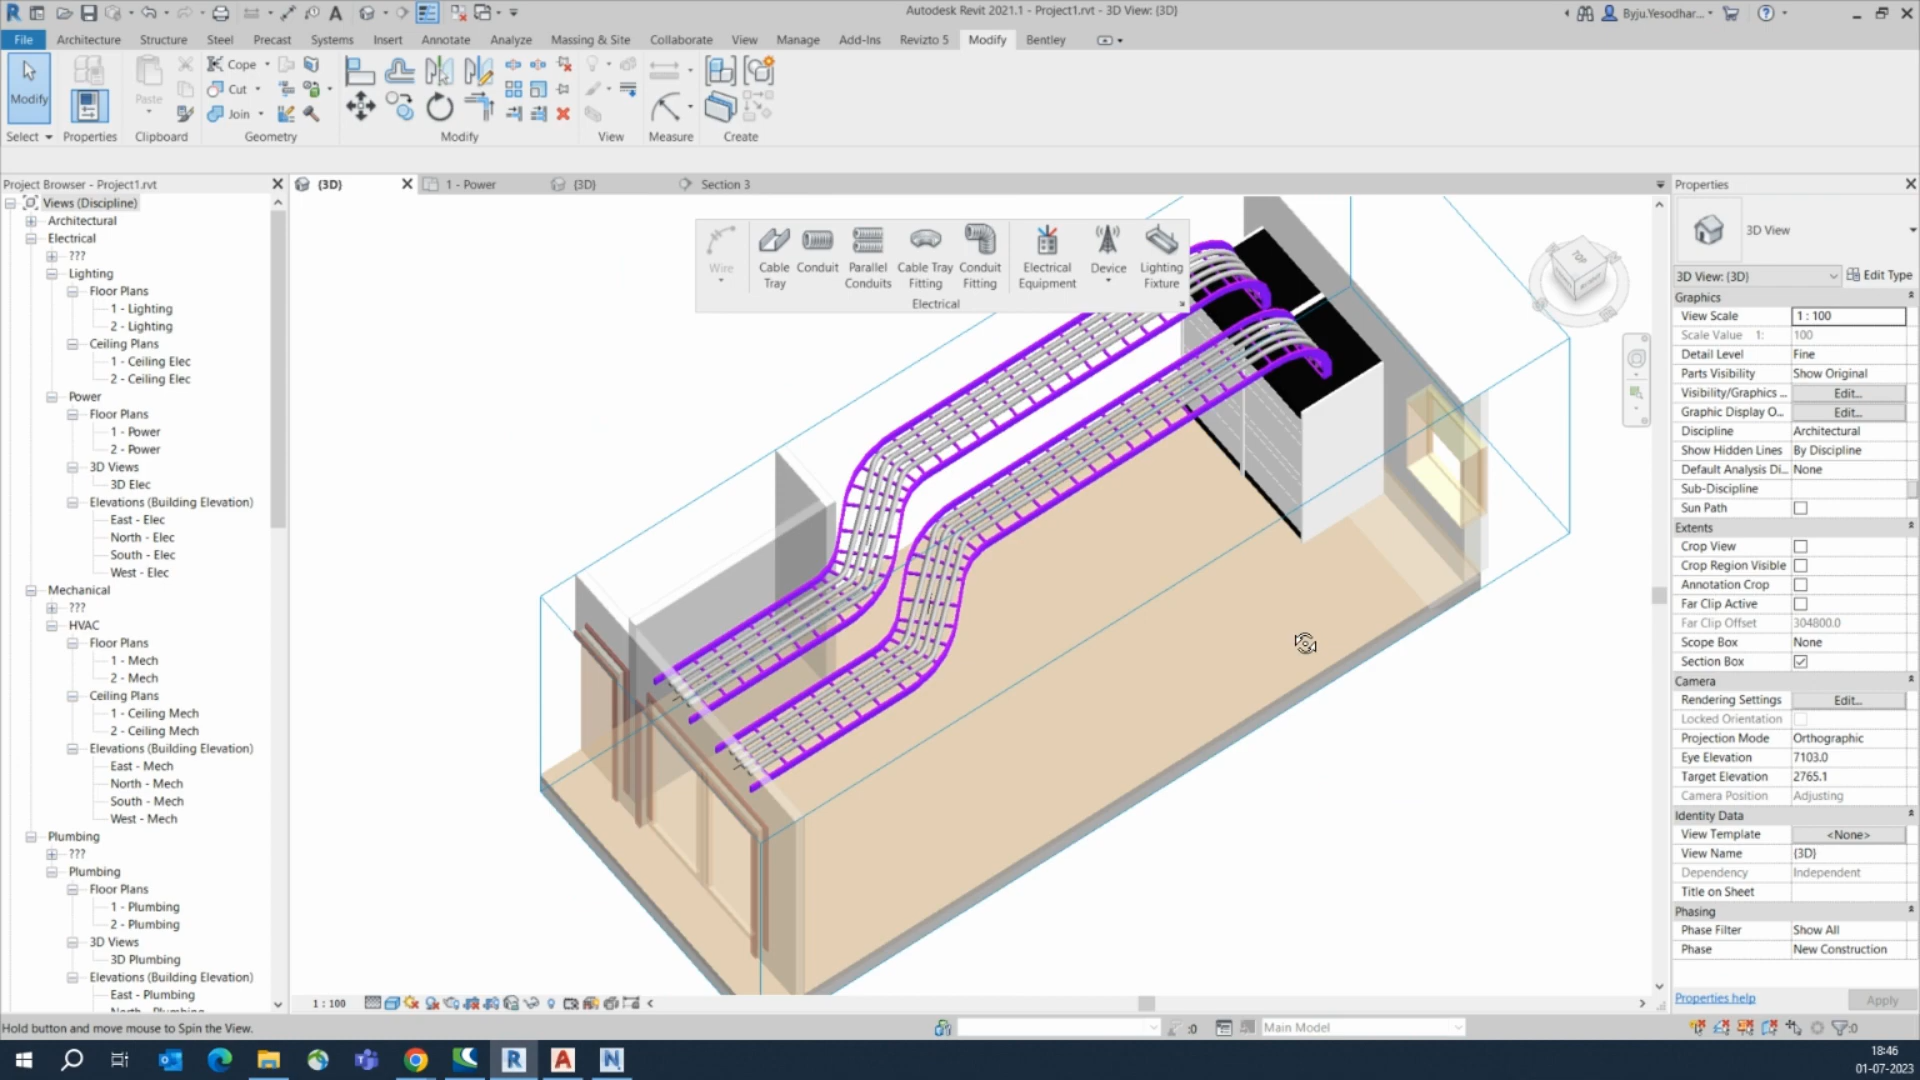 Autodesk Revit 2021.1 - Project1.rvt - 3D View: {3D}
Byju.Yesodhar...
File Architecture Structure Steel Precast Systems Insert Annotate Analyze Massing & Site Collaborate View Manage Add-Ins Revizto 5 Modify Bentley
Modify
Paste
Cope
Cut
Join
Select Properties Clipboard Geometry Modify View Measure Create
Project Browser - Project1.rvt
{3D}
1 - Power
{3D}
Section 3
Properties
Views (Discipline)
Architectural
Electrical
???
Lighting
Floor Plans
1 - Lighting
2 - Lighting
Ceiling Plans
1 - Ceiling Elec
2 - Ceiling Elec
Power
Floor Plans
1 - Power
2 - Power
3D Views
3D Elec
Elevations (Building Elevation)
East - Elec
North - Elec
South - Elec
West - Elec
Mechanical
???
HVAC
Floor Plans
1 - Mech
2 - Mech
Ceiling Plans
1 - Ceiling Mech
2 - Ceiling Mech
Elevations (Building Elevation)
East - Mech
North - Mech
South - Mech
West - Mech
Plumbing
???
Plumbing
Floor Plans
1 - Plumbing
2 - Plumbing
3D Views
3D Plumbing
Elevations (Building Elevation)
East - Plumbing
North - Plumbing
Wire
Cable Tray
Conduit
Parallel Conduits
Cable Tray Fitting
Conduit Fitting
Electrical Equipment
Device
Lighting Fixture
Electrical
TOP
3D View
3D View: {3D} Edit Type
Graphics
View Scale 1 : 100
Scale Value 1: 100
Detail Level Fine
Parts Visibility Show Original
Visibility/Graphics ... Edit...
Graphic Display O... Edit...
Discipline Architectural
Show Hidden Lines By Discipline
Default Analysis Di... None
Sub-Discipline
Sun Path
Extents
Crop View
Crop Region Visible
Annotation Crop
Far Clip Active
Far Clip Offset 304800.0
Scope Box None
Section Box
Camera
Rendering Settings Edit...
Locked Orientation
Projection Mode Orthographic
Eye Elevation 7103.0
Target Elevation 2765.1
Camera Position Adjusting
Identity Data
View Template <None>
View Name {3D}
Dependency Independent
Title on Sheet
Phasing
Phase Filter Show All
Phase New Construction
Properties help Apply
1 : 100
Hold button and move mouse to Spin the View.
:0
Main Model
:0
18:46
01-07-2023